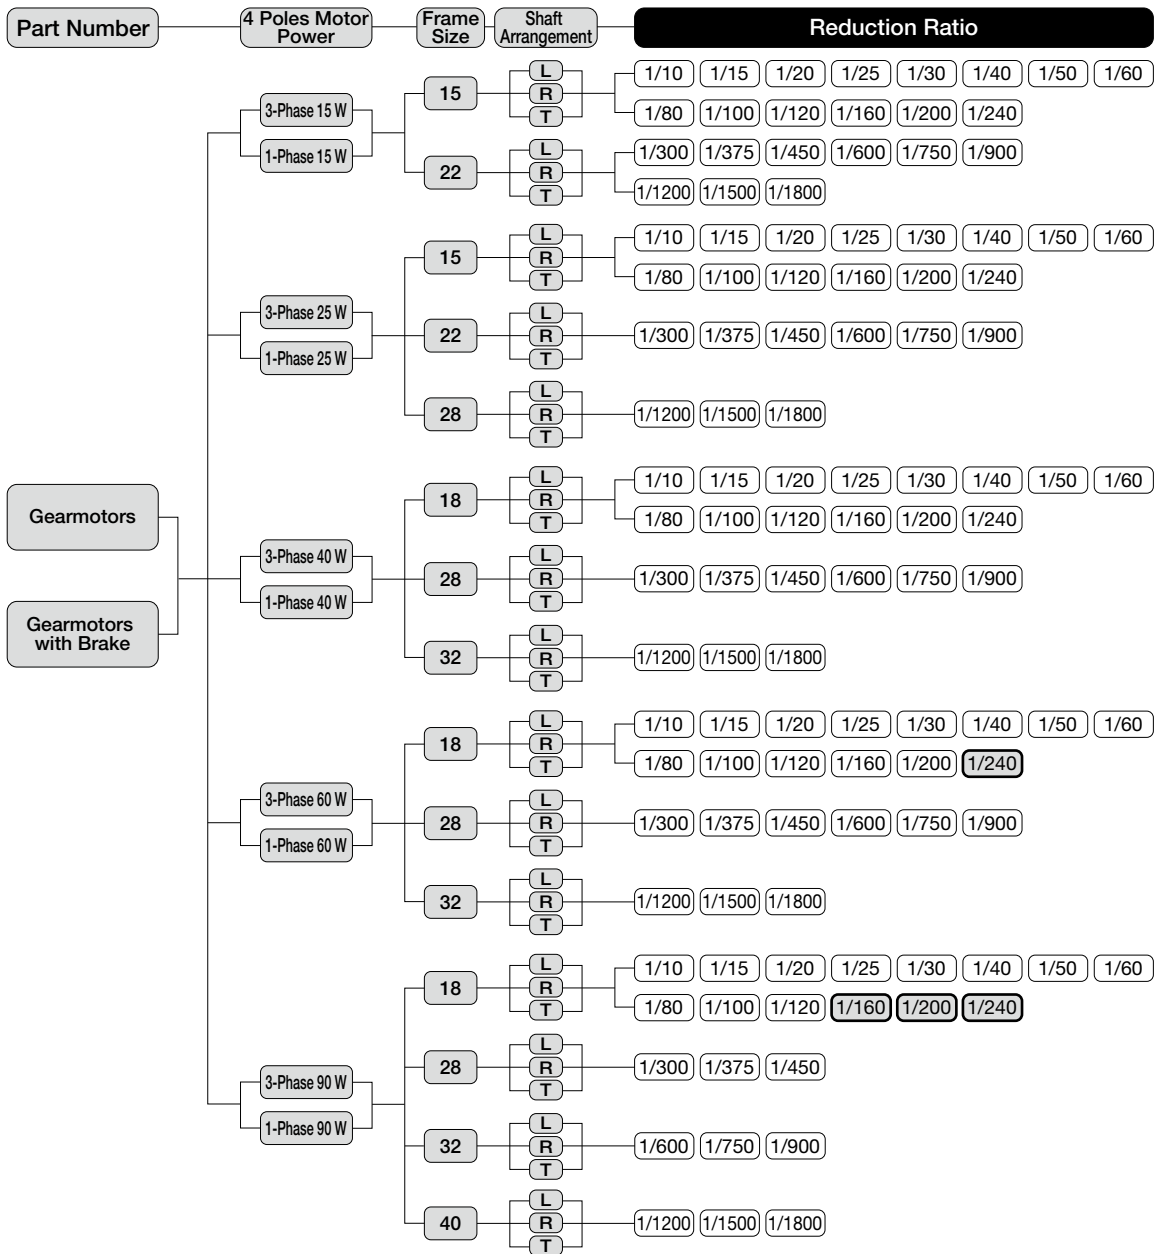 Part Number
4 Poles Motor
Power
Frame
Size
Shaft
Arrangement
Reduction Ratio
Gearmotors
Gearmotors
with Brake
3-Phase 15 W
1-Phase 15 W
15
L
R
T
1/10 1/15 1/20 1/25 1/30 1/40 1/50 1/60
1/80 1/100 1/120 1/160 1/200 1/240
22
L
R
T
1/300 1/375 1/450 1/600 1/750 1/900
1/1200 1/1500 1/1800
3-Phase 25 W
1-Phase 25 W
15
L
R
T
1/10 1/15 1/20 1/25 1/30 1/40 1/50 1/60
1/80 1/100 1/120 1/160 1/200 1/240
22
L
R
T
1/300 1/375 1/450 1/600 1/750 1/900
28
L
R
T
1/1200 1/1500 1/1800
3-Phase 40 W
1-Phase 40 W
18
L
R
T
1/10 1/15 1/20 1/25 1/30 1/40 1/50 1/60
1/80 1/100 1/120 1/160 1/200 1/240
28
L
R
T
1/300 1/375 1/450 1/600 1/750 1/900
32
L
R
T
1/1200 1/1500 1/1800
3-Phase 60 W
1-Phase 60 W
18
L
R
T
1/10 1/15 1/20 1/25 1/30 1/40 1/50 1/60
1/80 1/100 1/120 1/160 1/200 1/240
28
L
R
T
1/300 1/375 1/450 1/600 1/750 1/900
32
L
R
T
1/1200 1/1500 1/1800
3-Phase 90 W
1-Phase 90 W
18
L
R
T
1/10 1/15 1/20 1/25 1/30 1/40 1/50 1/60
1/80 1/100 1/120 1/160 1/200 1/240
28
L
R
T
1/300 1/375 1/450
32
L
R
T
1/600 1/750 1/900
40
L
R
T
1/1200 1/1500 1/1800